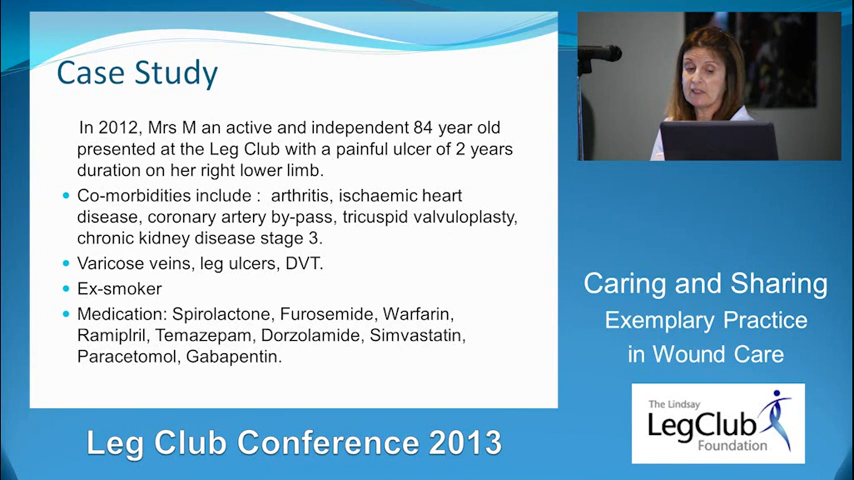 Case Study
In 2012, Mrs M an active and independent 84 year old
presented at the Leg Club with a painful ulcer of 2 years
duration on her right lower limb.
Co-morbidities include : arthritis, ischaemic heart
disease, coronary artery by-pass, tricuspid valvuloplasty,
chronic kidney disease stage 3.
Varicose veins, leg ulcers, DVT.
Ex-smoker
Medication: Spirolactone, Furosemide, Warfarin,
Ramiplril, Temazepam, Dorzolamide, Simvastatin,
Paracetomol, Gabapentin.
Caring and Sharing
Exemplary Practice
in Wound Care
The Lindsay
LegClub
Foundation
Leg Club Conference 2013